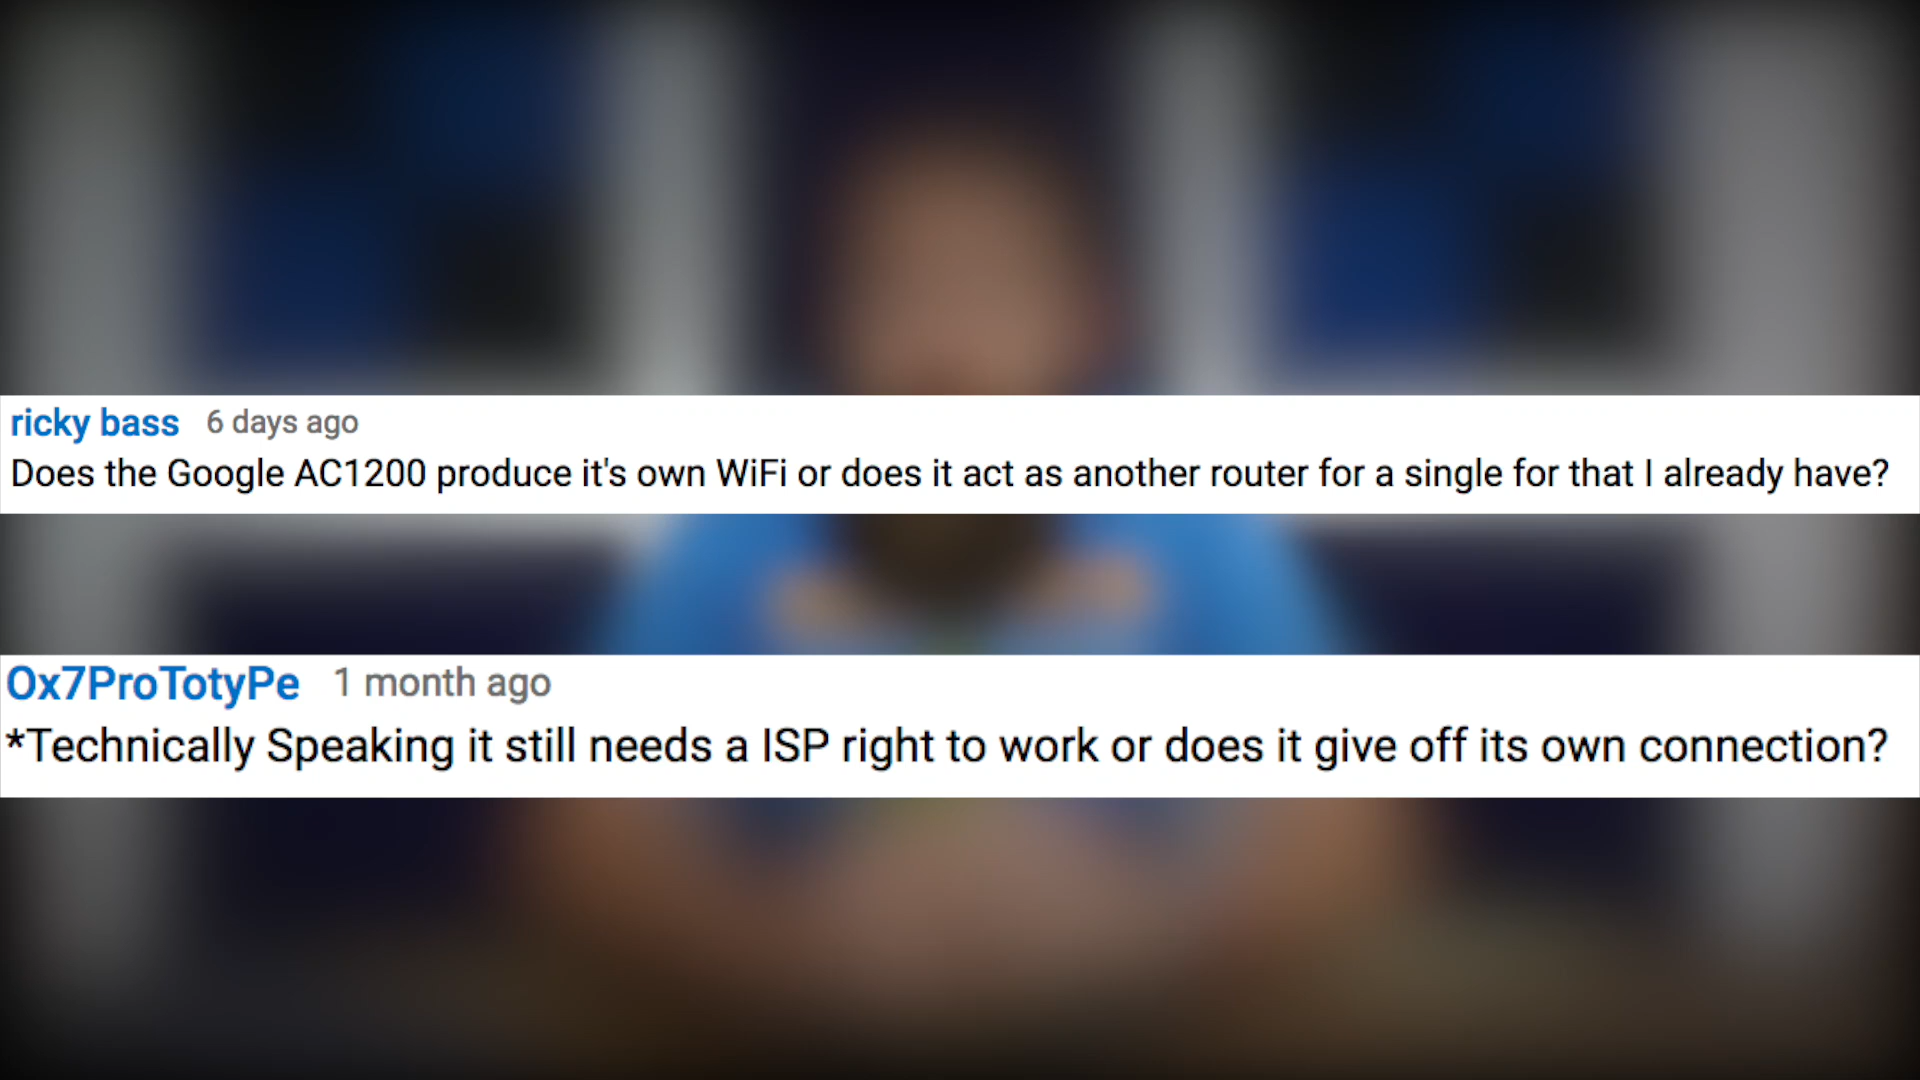 ricky bass 6 days ago
Does the Google AC1200 produce it's own WiFi or does it act as another router for a single for that I already have?
Ox7ProTotyPe 1 month ago
*Technically Speaking it still needs a ISP right to work or does it give off its own connection?